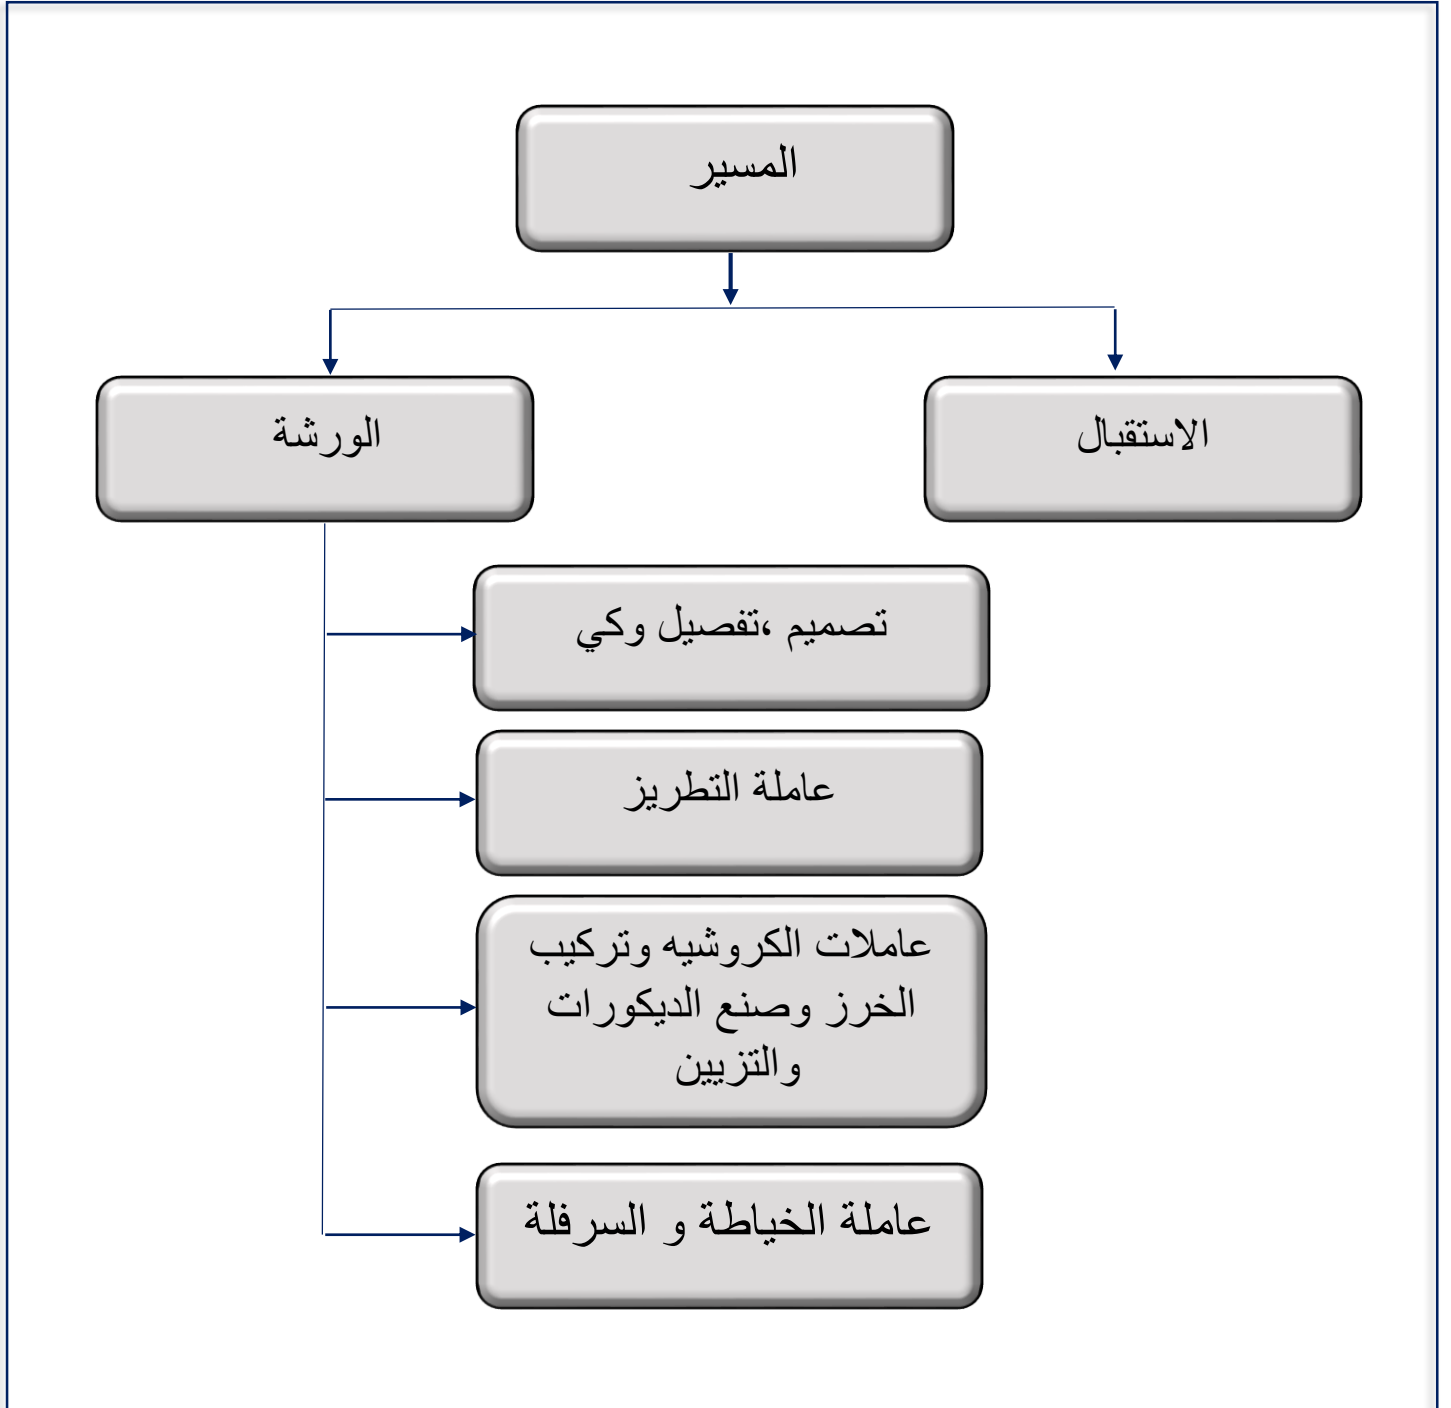 المسير
الاستقبال
الورشة
تصميم ،تفصيل وكي
عاملة التطريز
عاملات الكروشيه وتركيب
الخرز وصنع الديكورات
والتزيين
عاملة الخياطة و السرفلة